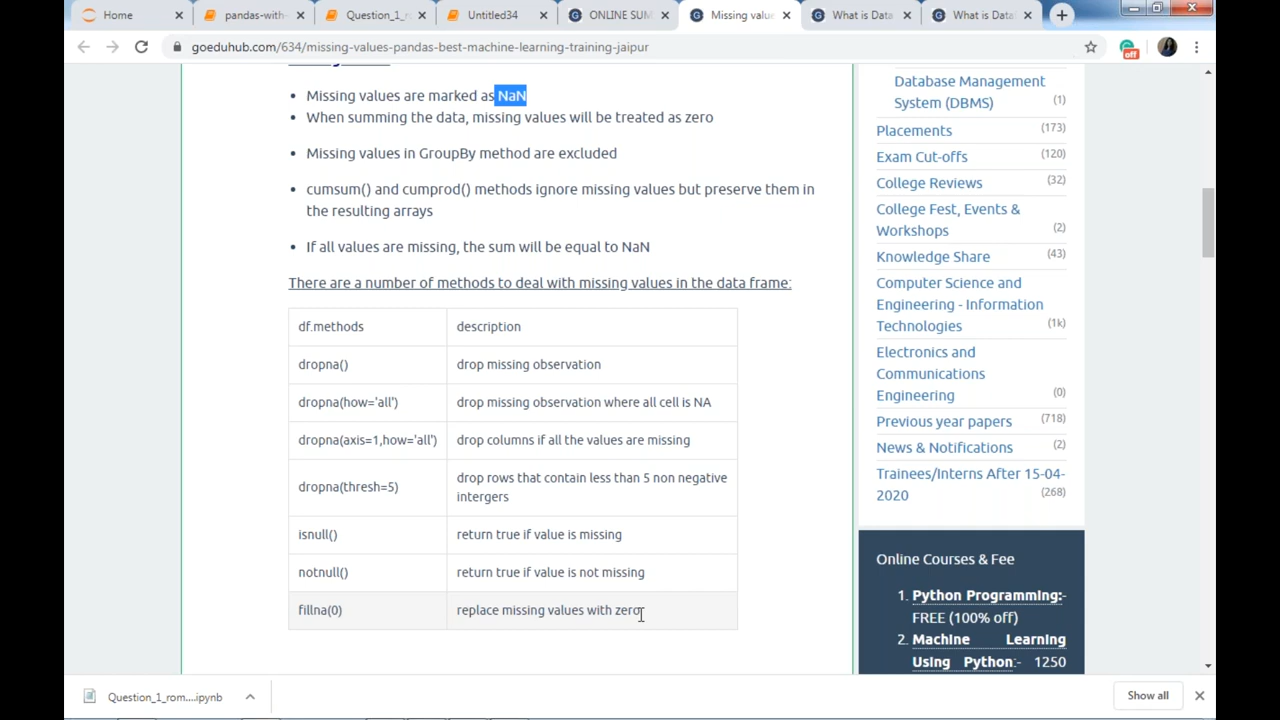 Home
pandas-with-
Question_1_r
Untitled34
ONLINE SUM
Missing value
What is Data
What is Data
goeduhub.com/634/missing-values-pandas-best-machine-learning-training-jaipur
off
• Missing values are marked as NaN
• When summing the data, missing values will be treated as zero
• Missing values in GroupBy method are excluded
• cumsum() and cumprod() methods ignore missing values but preserve them in
the resulting arrays
• If all values are missing, the sum will be equal to NaN
There are a number of methods to deal with missing values in the data frame:
df.methods description
dropna() drop missing observation
dropna(how='all') drop missing observation where all cell is NA
dropna(axis=1,how='all') drop columns if all the values are missing
dropna(thresh=5) drop rows that contain less than 5 non negative
intergers
isnull() return true if value is missing
notnull() return true if value is not missing
fillna(0) replace missing values with zero
Database Management
System (DBMS) (1)
Placements (173)
Exam Cut-offs (120)
College Reviews (32)
College Fest, Events &
Workshops (2)
Knowledge Share (43)
Computer Science and
Engineering - Information
Technologies (1k)
Electronics and
Communications
Engineering (0)
Previous year papers (718)
News & Notifications (2)
Trainees/Interns After 15-04-
2020 (268)
Online Courses & Fee
1. Python Programming:-
FREE (100% off)
2. Machine Learning
Using Python:- 1250
Question_1_rom....ipynb
Show all